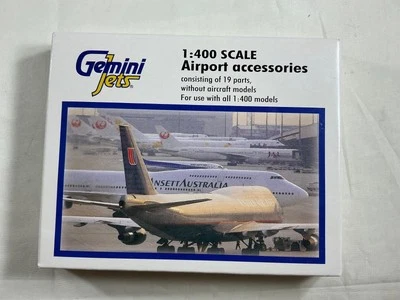 Gemini
Jets®
1:400 SCALE
Airport accessories
consisting of 19 parts,
without aircraft models
For use with all 1:400 models
NSETT AUSTRALIA